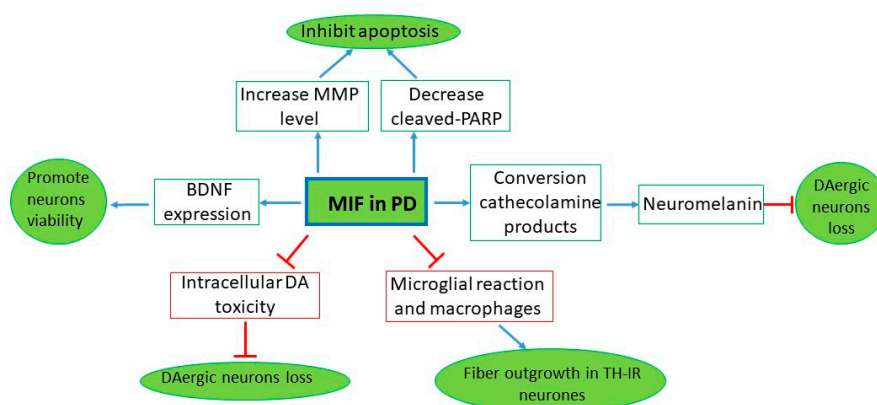 Inhibit apoptosis
Increase MMP
level
Decrease
cleaved-PARP
Promote
neurons
viability
BDNF
expression
MIF in PD
Conversion
cathecolamine
products
Neuromelanin
DAergic
neurons
loss
Intracellular DA
toxicity
Microglial reaction
and macrophages
DAergic neurons loss
Fiber outgrowth in TH-IR
neurones